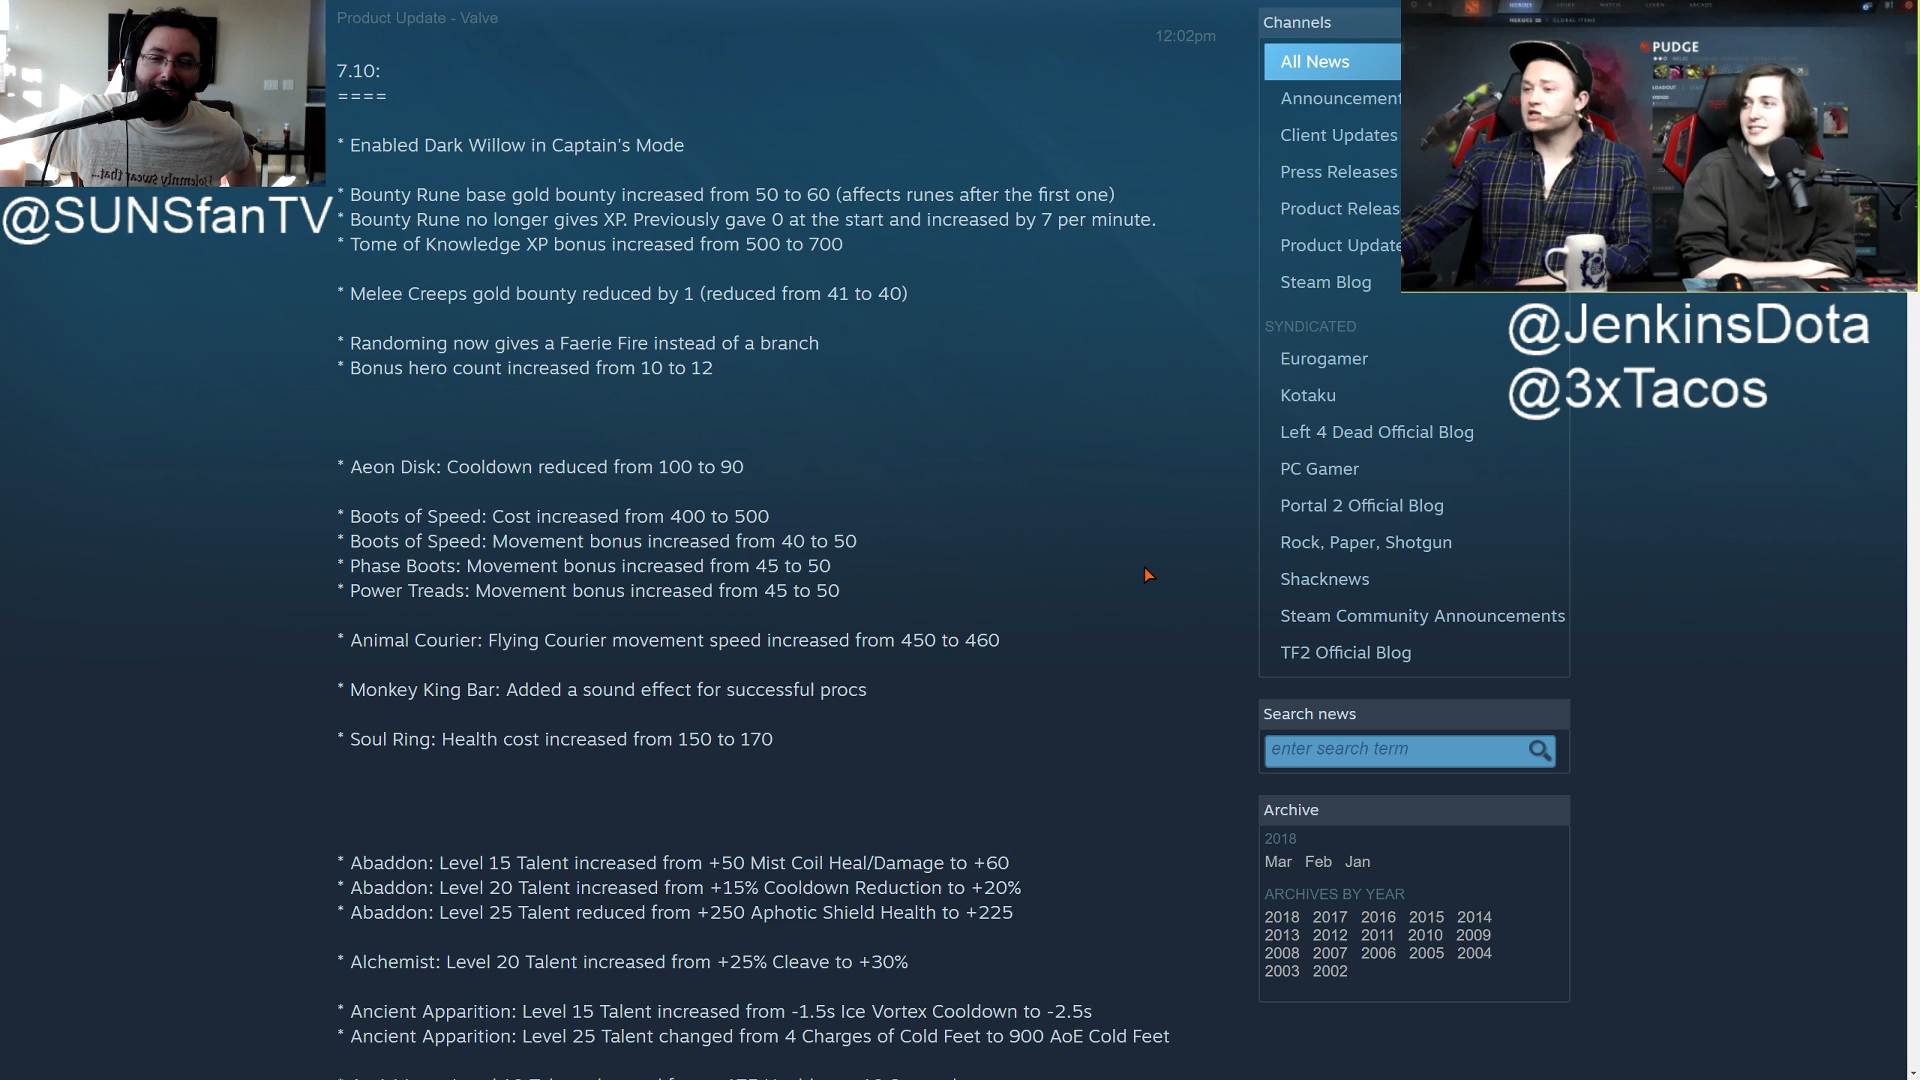 Product Update - Valve
12:02pm
7.10:
====
* Enabled Dark Willow in Captain's Mode
* Bounty Rune base gold bounty increased from 50 to 60 (affects runes after the first one)
* Bounty Rune no longer gives XP. Previously gave 0 at the start and increased by 7 per minute.
* Tome of Knowledge XP bonus increased from 500 to 700
* Melee Creeps gold bounty reduced by 1 (reduced from 41 to 40)
* Randoming now gives a Faerie Fire instead of a branch
* Bonus hero count increased from 10 to 12
* Aeon Disk: Cooldown reduced from 100 to 90
* Boots of Speed: Cost increased from 400 to 500
* Boots of Speed: Movement bonus increased from 40 to 50
* Phase Boots: Movement bonus increased from 45 to 50
* Power Treads: Movement bonus increased from 45 to 50
* Animal Courier: Flying Courier movement speed increased from 450 to 460
* Monkey King Bar: Added a sound effect for successful procs
* Soul Ring: Health cost increased from 150 to 170
* Abaddon: Level 15 Talent increased from +50 Mist Coil Heal/Damage to +60
* Abaddon: Level 20 Talent increased from +15% Cooldown Reduction to +20%
* Abaddon: Level 25 Talent reduced from +250 Aphotic Shield Health to +225
* Alchemist: Level 20 Talent increased from +25% Cleave to +30%
* Ancient Apparition: Level 15 Talent increased from -1.5s Ice Vortex Cooldown to -2.5s
* Ancient Apparition: Level 25 Talent changed from 4 Charges of Cold Feet to 900 AoE Cold Feet
@SUNSfanTV
Channels
All News
Announcement
Client Updates
Press Releases
Product Releas
Product Update
Steam Blog
SYNDICATED
Eurogamer
Kotaku
Left 4 Dead Official Blog
PC Gamer
Portal 2 Official Blog
Rock, Paper, Shotgun
Shacknews
Steam Community Announcements
TF2 Official Blog
Search news
enter search term
Archive
2018
Mar Feb Jan
ARCHIVES BY YEAR
2018 2017 2016 2015 2014
2013 2012 2011 2010 2009
2008 2007 2006 2005 2004
2003 2002
PUDGE
@JenkinsDota
@3xTacos